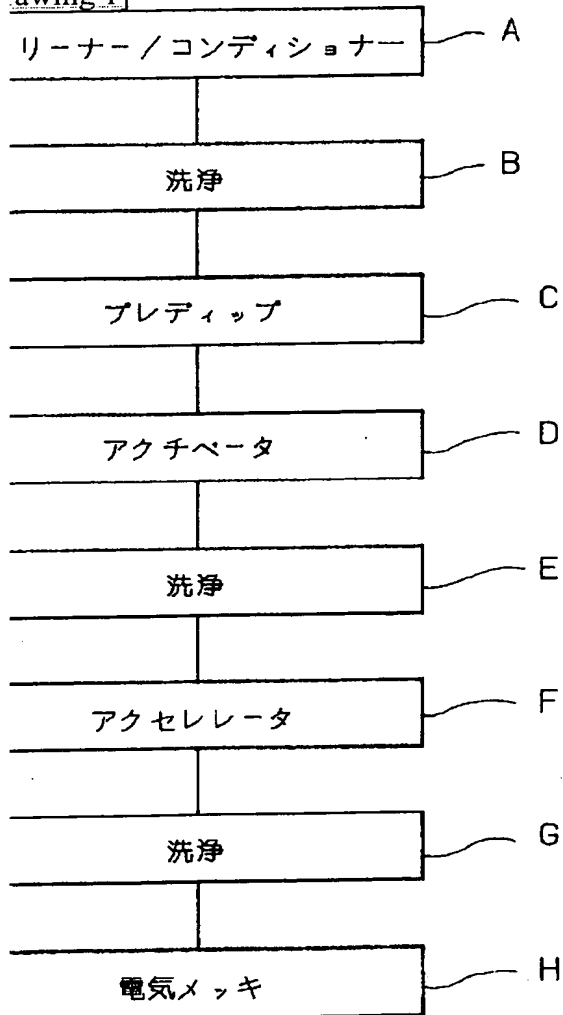 awing 1]
リーナー/コンディショナー A
洗浄 B
プレディップ C
アクチベータ D
洗浄 E
アクセレレータ F
洗浄 G
電気メッキ H